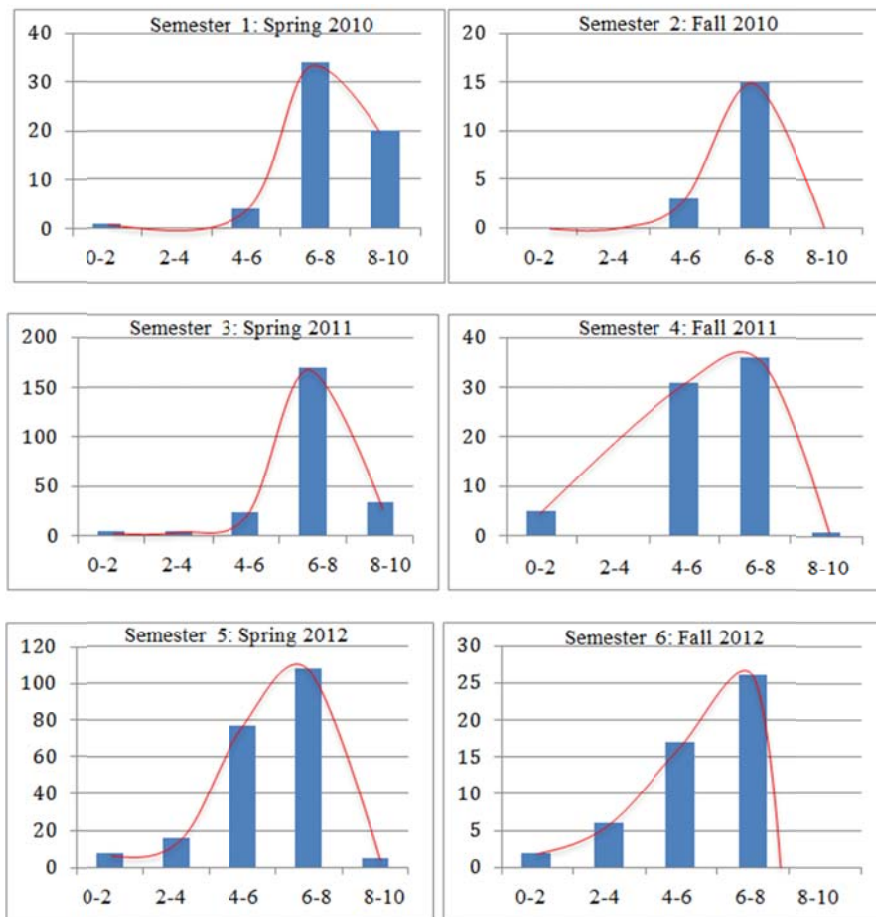 Semester 1: Spring 2010
40
30
20
10
0
0-2 2-4 4-6 6-8 8-10
Semester 2: Fall 2010
20
15
10
5
0
0-2 2-4 4-6 6-8 8-10
Semester 3: Spring 2011
200
150
100
50
0
0-2 2-4 4-6 6-8 8-10
Semester 4: Fall 2011
40
30
20
10
0
0-2 2-4 4-6 6-8 8-10
Semester 5: Spring 2012
120
100
80
60
40
20
0
0-2 2-4 4-6 6-8 8-10
Semester 6: Fall 2012
30
25
20
15
10
5
0
0-2 2-4 4-6 6-8 8-10